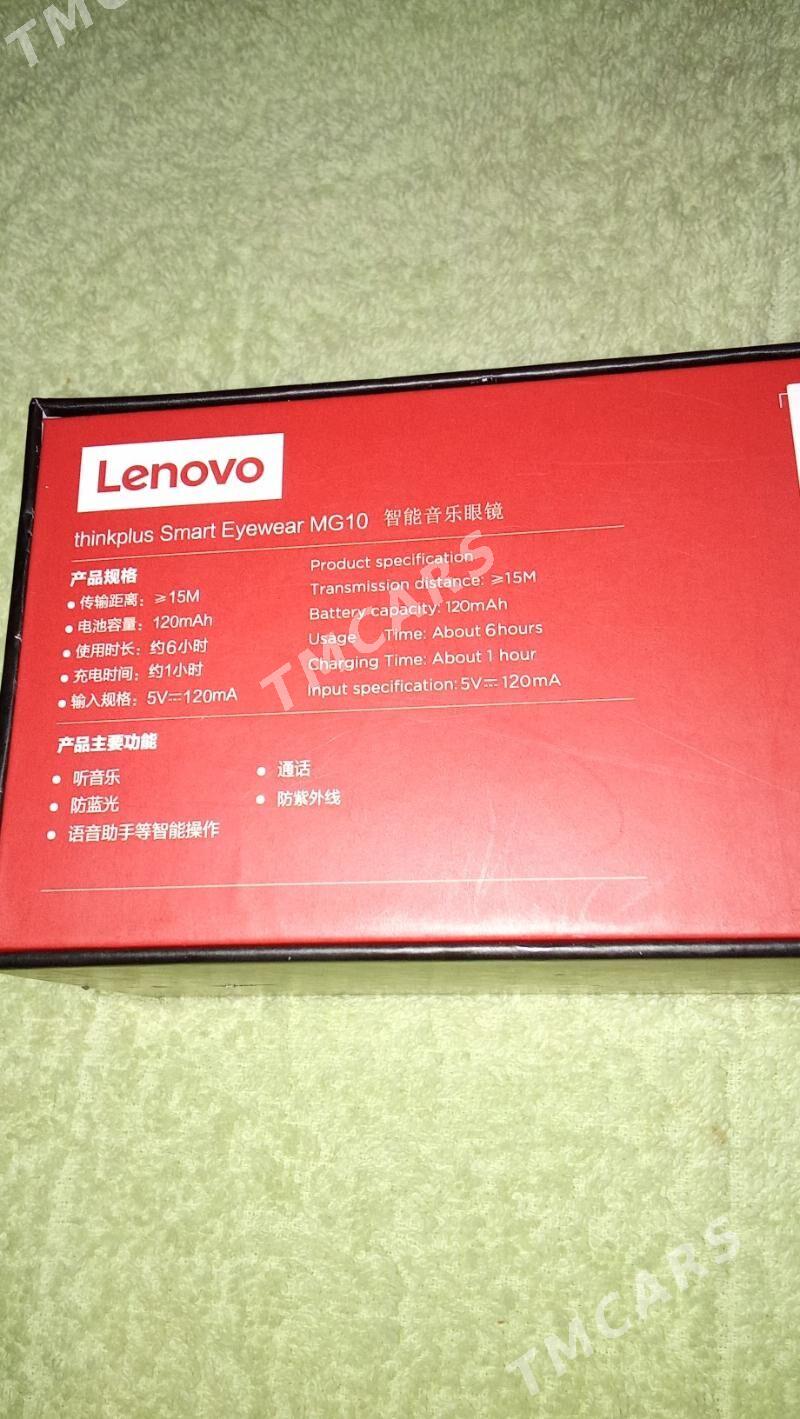 TMCARS
Lenovo
thinkplus Smart Eyewear MG10 智能音乐眼镜
产品规格
• 传输距离：≥15M
• 电池容量：120mAh
• 使用时长：约6小时
• 充电时间：约1小时
• 输入规格：5V⎓120mA
Product specification
Transmission distance: ≥15M
Battery capacity: 120mAh
Usage Time: About 6hours
Charging Time: About 1 hour
Input specification: 5V⎓120mA
TMCARS
产品主要功能
• 听音乐
• 防蓝光
• 语音助手等智能操作
• 通话
• 防紫外线
TMCARS